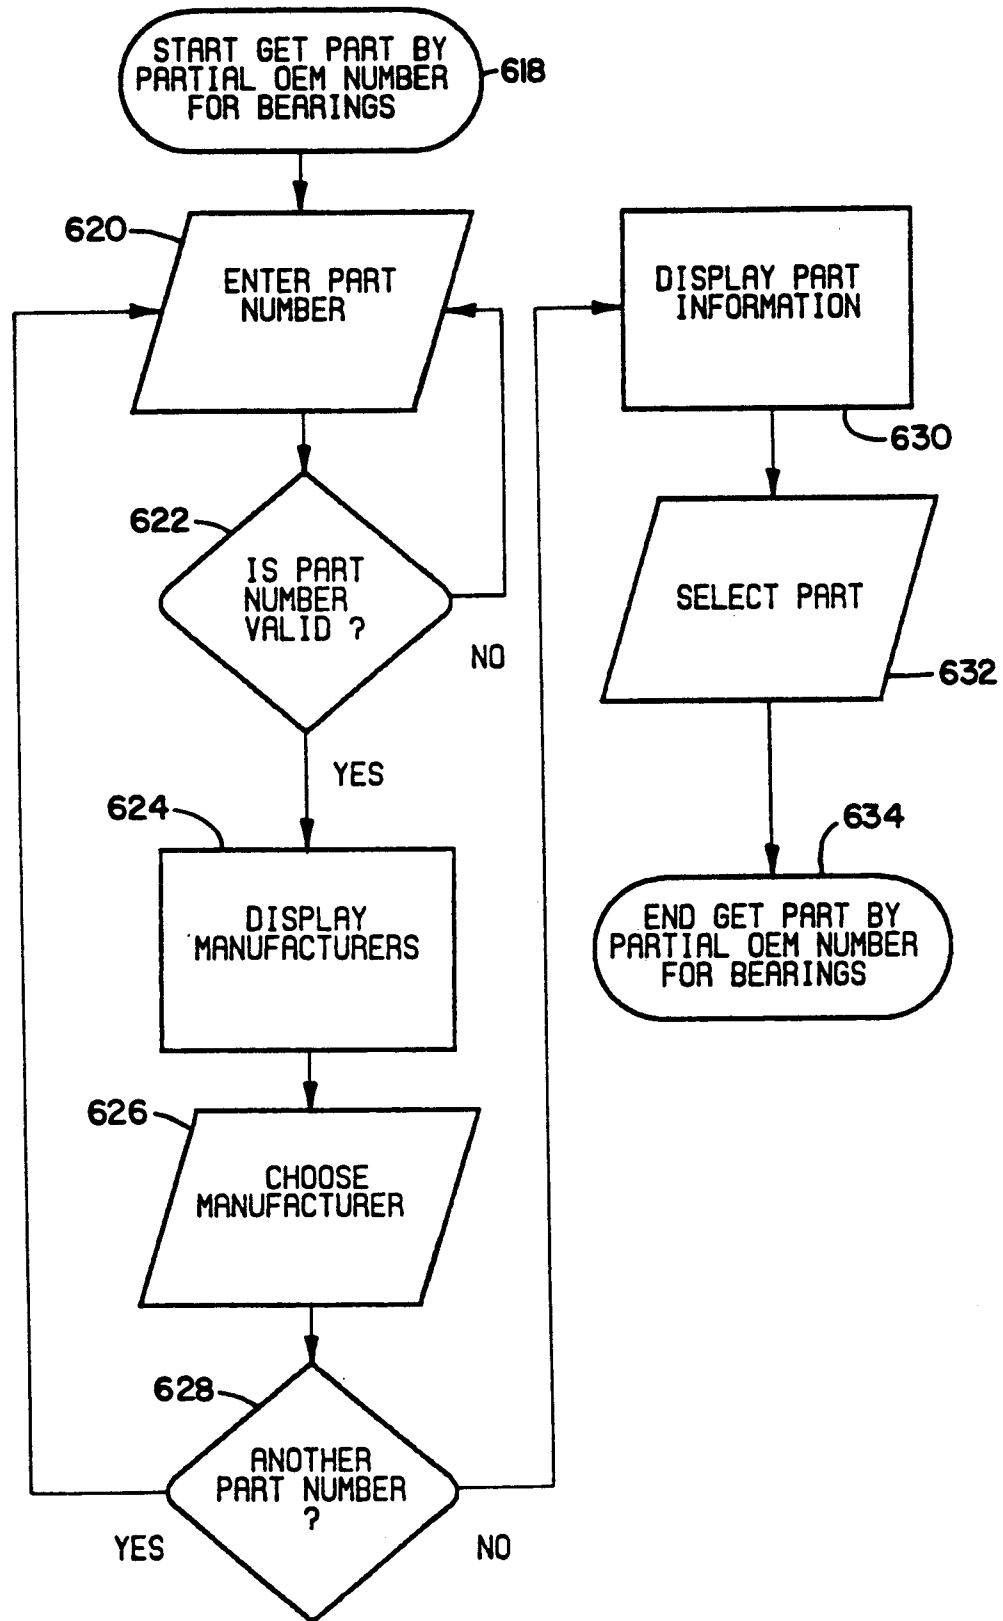 START GET PART BY
PARTIAL OEM NUMBER
FOR BEARINGS
618
620
ENTER PART
NUMBER
622
IS PART
NUMBER
VALID ?
NO
YES
624
DISPLAY
MANUFACTURERS
626
CHOOSE
MANUFACTURER
628
ANOTHER
PART NUMBER
?
YES
NO
DISPLAY PART
INFORMATION
630
SELECT PART
632
634
END GET PART BY
PARTIAL OEM NUMBER
FOR BEARINGS